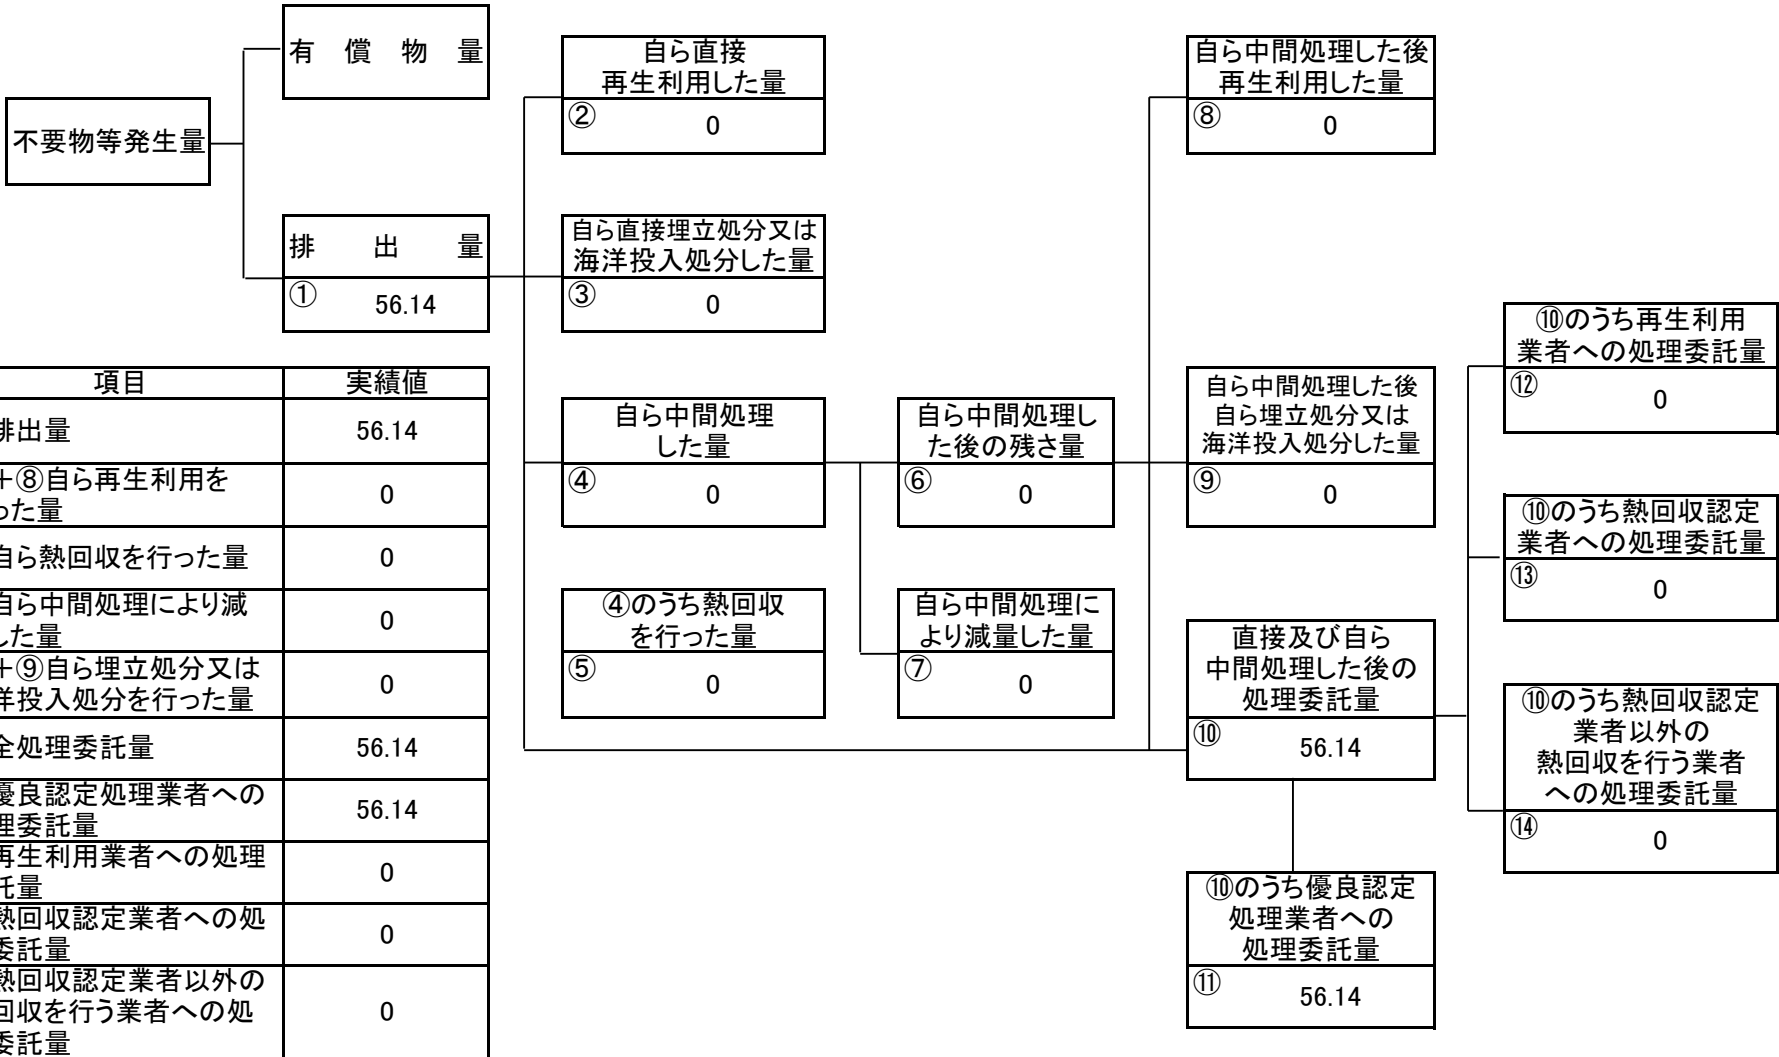 有 償 物 量
不要物等発生量
排 出 量
① 56.14
自ら直接
再生利用した量
② 0
自ら直接埋立処分又は
海洋投入処分した量
③ 0
自ら中間処理
した量
④ 0
④のうち熱回収
を行った量
⑤ 0
自ら中間処理し
た後の残さ量
⑥ 0
自ら中間処理に
より減量した量
⑦ 0
自ら中間処理した後
再生利用した量
⑧ 0
自ら中間処理した後
自ら埋立処分又は
海洋投入処分した量
⑨ 0
直接及び自ら
中間処理した後の
処理委託量
⑩ 56.14
⑩のうち優良認定
処理業者への
処理委託量
⑪ 56.14
⑩のうち再生利用
業者への処理委託量
⑫ 0
⑩のうち熱回収認定
業者への処理委託量
⑬ 0
⑩のうち熱回収認定
業者以外の
熱回収を行う業者
への処理委託量
⑭ 0
項目 実績値
排出量 56.14
+⑧自ら再生利用を
った量 0
自ら熱回収を行った量 0
自ら中間処理により減
した量 0
+⑨自ら埋立処分又は
洋投入処分を行った量 0
全処理委託量 56.14
優良認定処理業者への
理委託量 56.14
再生利用業者への処理
託量 0
熱回収認定業者への処
委託量 0
熱回収認定業者以外の
回収を行う業者への処
委託量 0